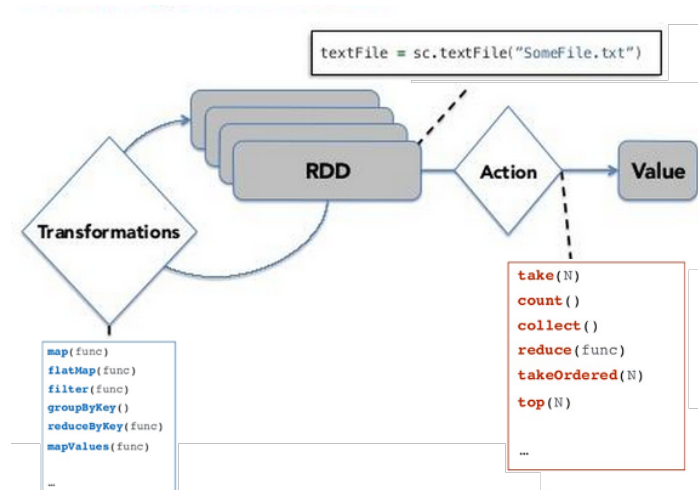 textFile = sc.textFile("SomeFile.txt")
RDD
Action
Value
Transformations
take(N)
count()
collect()
reduce(func)
takeOrdered(N)
top(N)
…
map(func)
flatMap(func)
filter(func)
groupByKey()
reduceByKey(func)
mapValues(func)
…